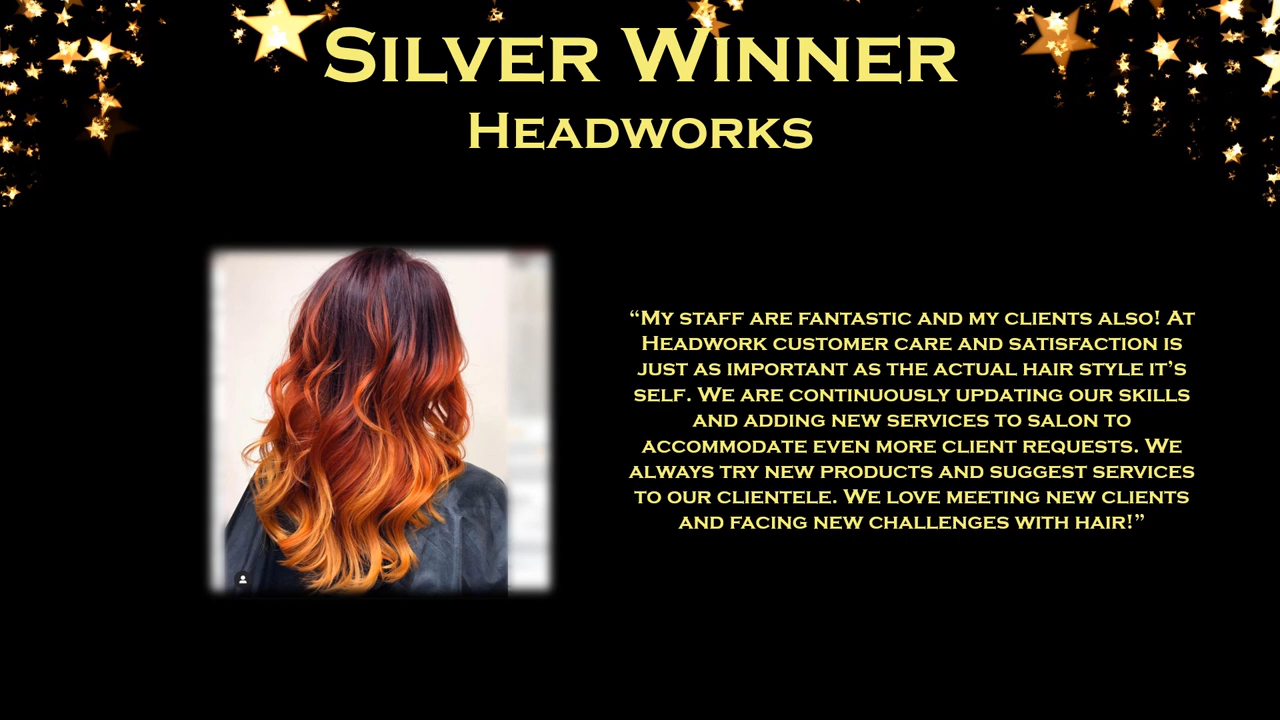 Silver Winner
Headworks
“My staff are fantastic and my clients also! At
Headwork customer care and satisfaction is
just as important as the actual hair style it’s
self. We are continuously updating our skills
and adding new services to salon to
accommodate even more client requests. We
always try new products and suggest services
to our clientele. We love meeting new clients
and facing new challenges with hair!”